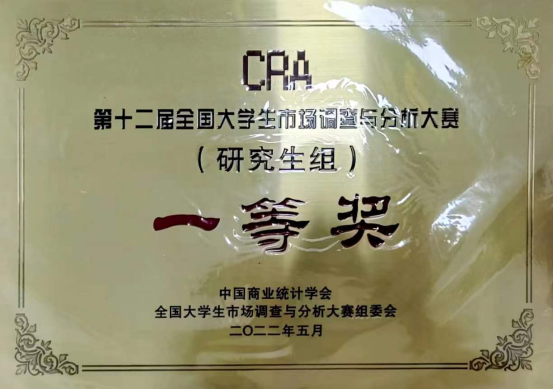 CRA
第十二届全国大学生市场调查与分析大赛
（研究生组）
一等奖
中国商业统计学会
全国大学生市场调查与分析大赛组委会
二〇二二年五月